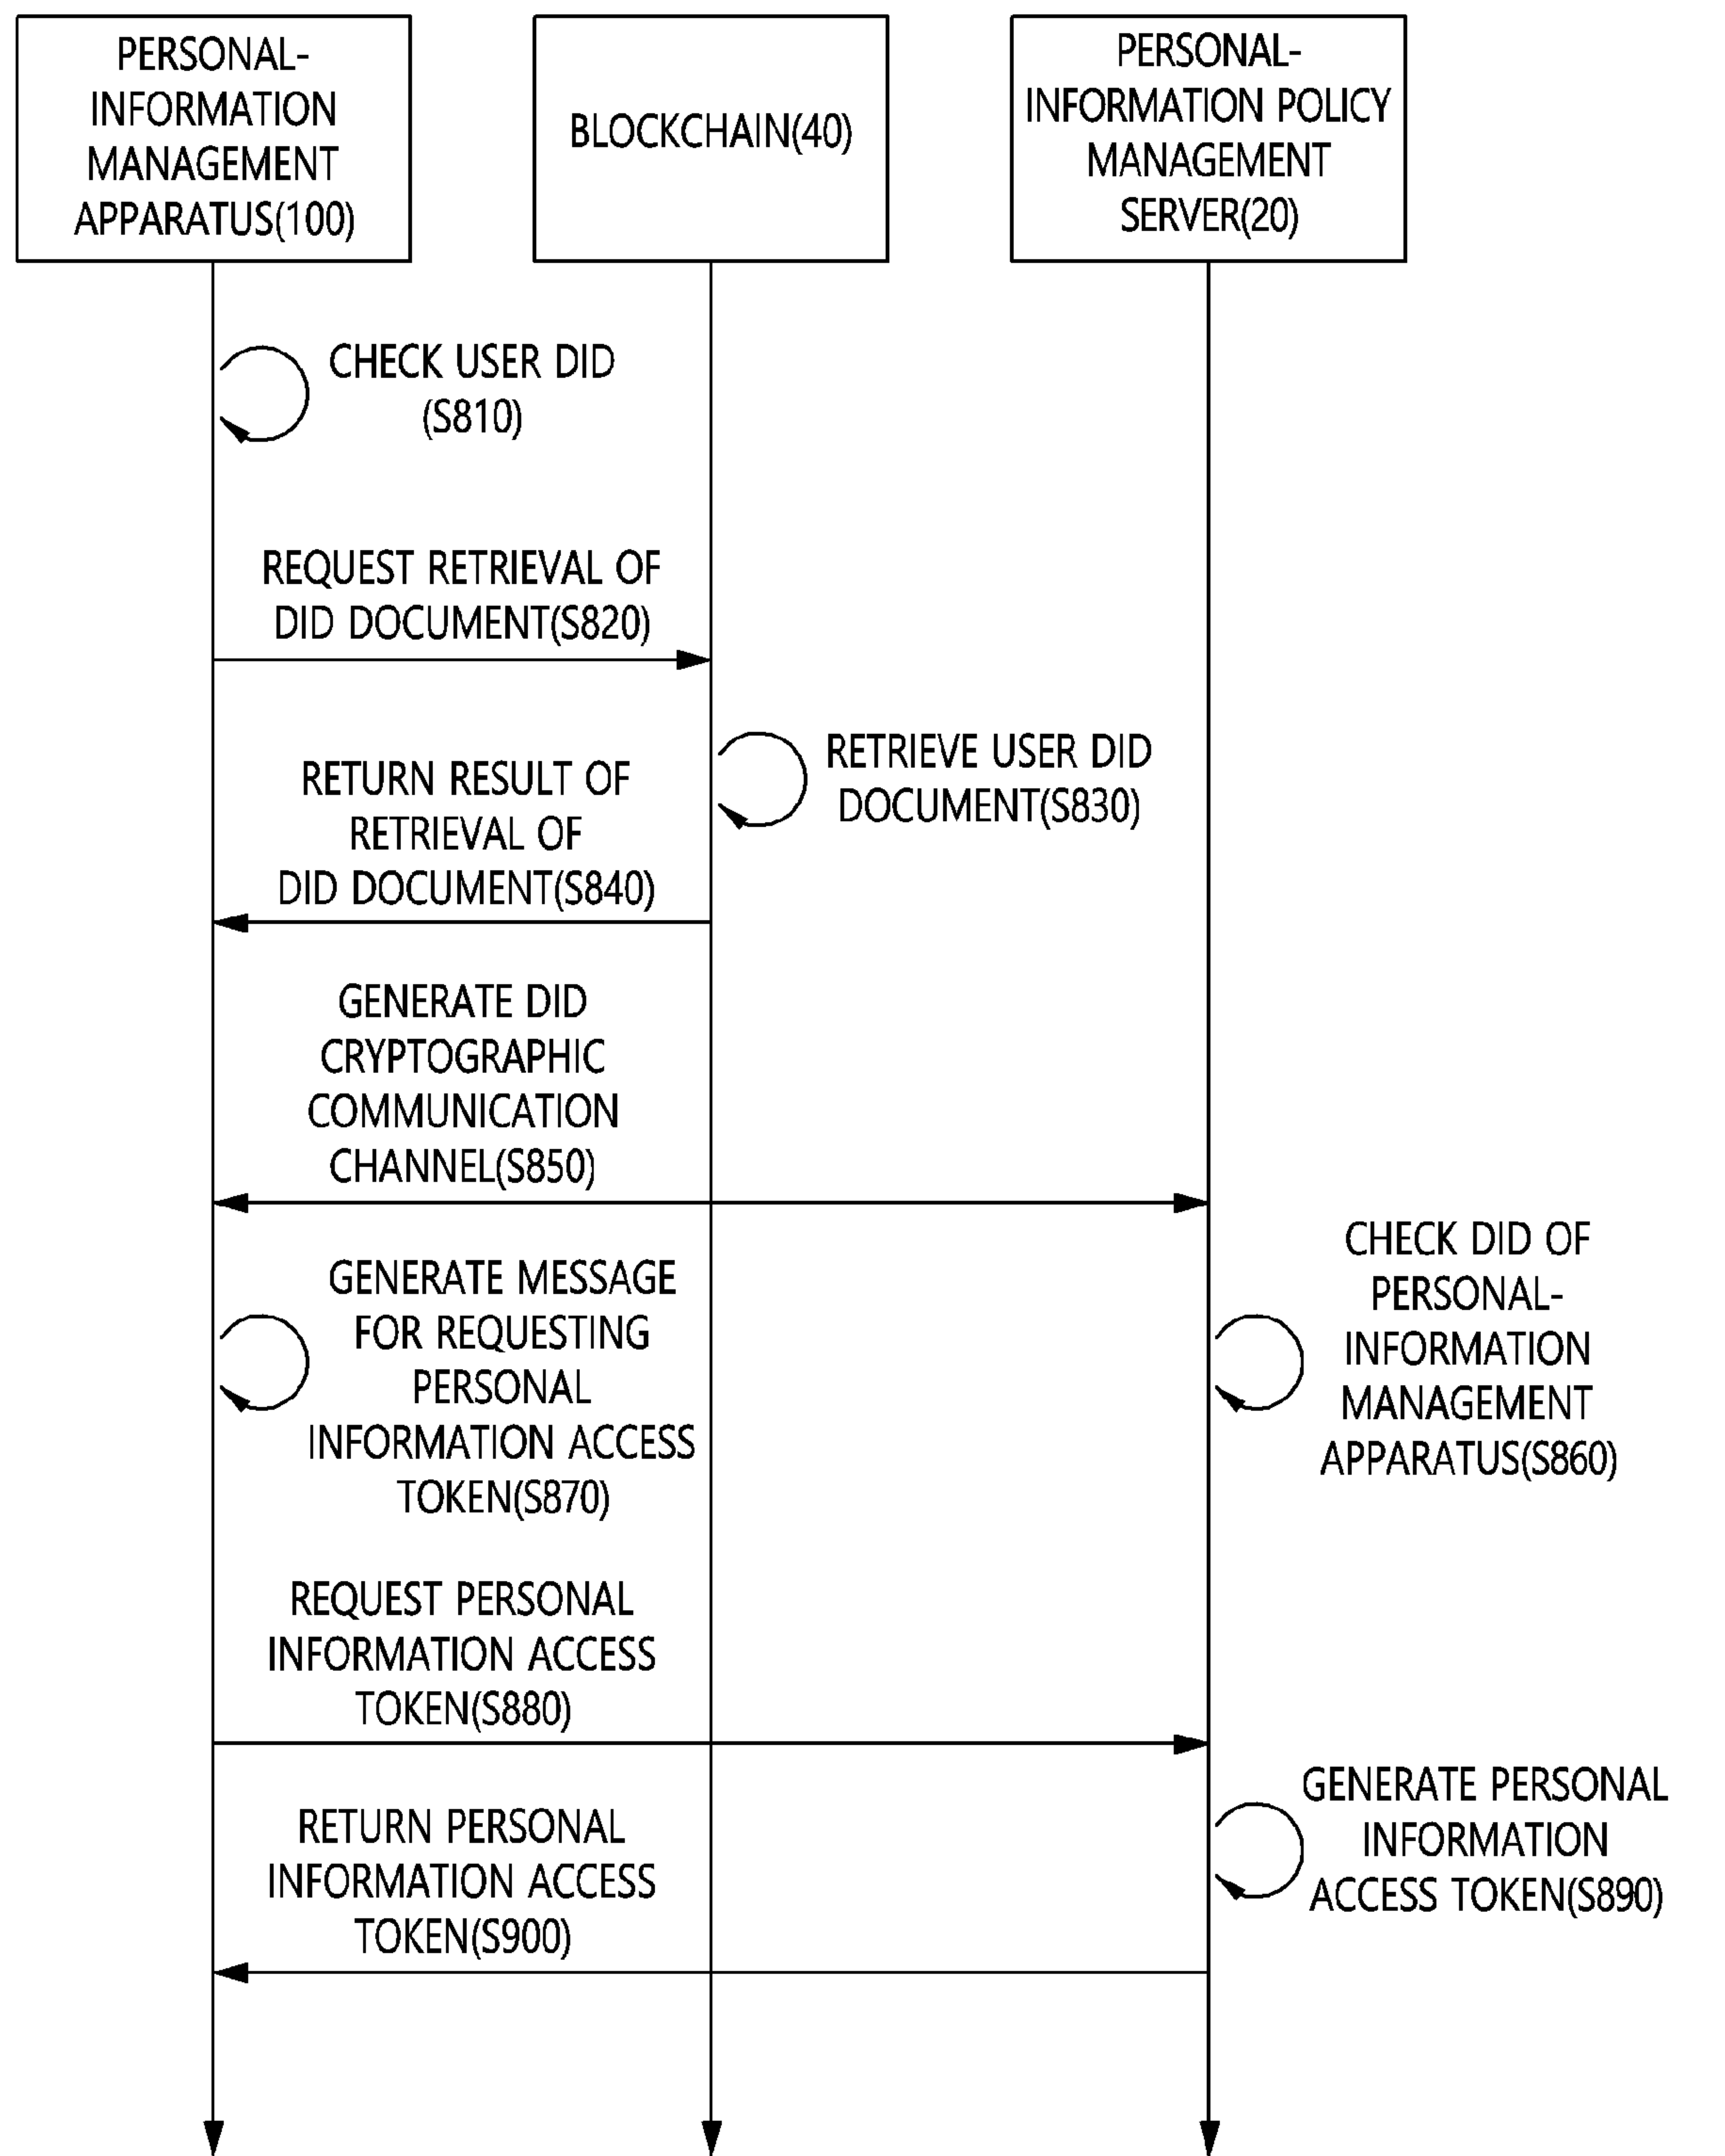 PERSONAL-
INFORMATION
MANAGEMENT
APPARATUS(100)
BLOCKCHAIN(40)
PERSONAL-
INFORMATION POLICY
MANAGEMENT
SERVER(20)
CHECK USER DID
(S810)
REQUEST RETRIEVAL OF
DID DOCUMENT(S820)
RETRIEVE USER DID
DOCUMENT(S830)
RETURN RESULT OF
RETRIEVAL OF
DID DOCUMENT(S840)
GENERATE DID
CRYPTOGRAPHIC
COMMUNICATION
CHANNEL(S850)
CHECK DID OF
PERSONAL-
INFORMATION
MANAGEMENT
APPARATUS(S860)
GENERATE MESSAGE
FOR REQUESTING
PERSONAL
INFORMATION ACCESS
TOKEN(S870)
REQUEST PERSONAL
INFORMATION ACCESS
TOKEN(S880)
GENERATE PERSONAL
INFORMATION
ACCESS TOKEN(S890)
RETURN PERSONAL
INFORMATION ACCESS
TOKEN(S900)